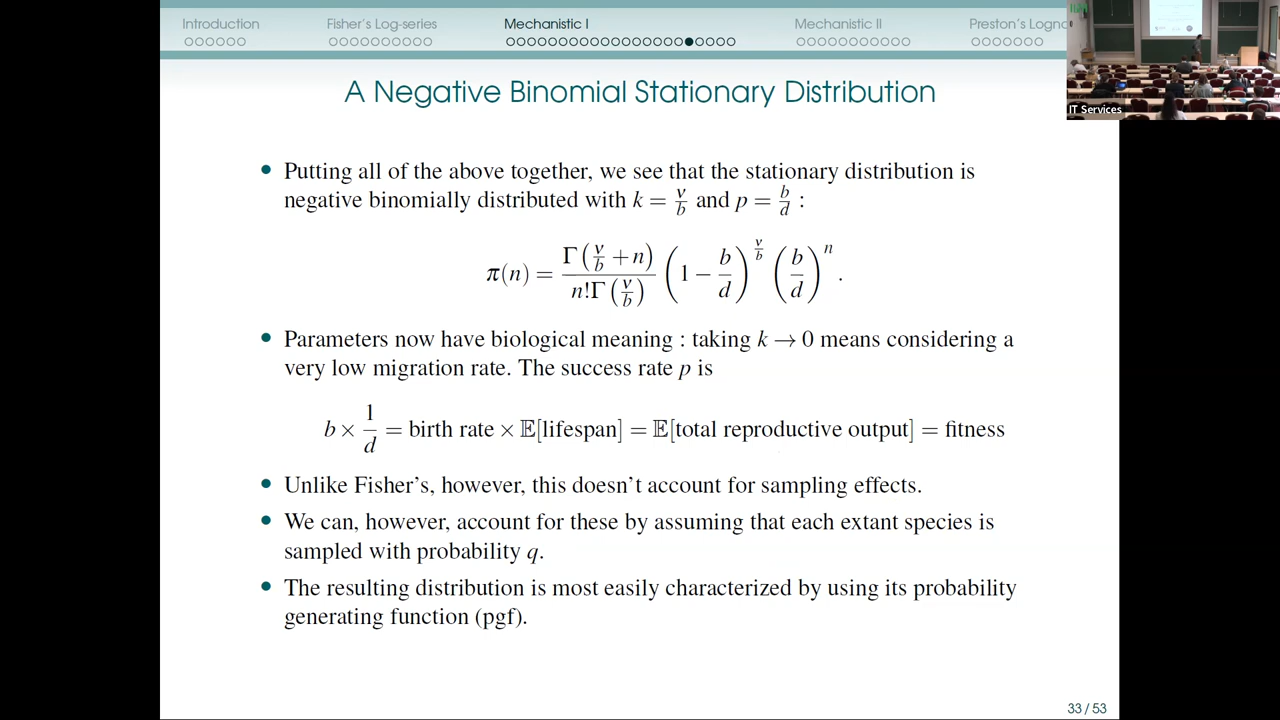 Introduction
Fisher's Log-series
Mechanistic I
Mechanistic II
Preston's Logno
IT Services
A Negative Binomial Stationary Distribution
Putting all of the above together, we see that the stationary distribution is
negative binomially distributed with k = ν/b and p = b/d :
π(n) = Γ(ν/b + n) / n!Γ(ν/b) (1 − b/d)^{ν/b} (b/d)^n .
Parameters now have biological meaning : taking k → 0 means considering a
very low migration rate. The success rate p is
b × 1/d = birth rate × 𝔼[lifespan] = 𝔼[total reproductive output] = fitness
Unlike Fisher's, however, this doesn't account for sampling effects.
We can, however, account for these by assuming that each extant species is
sampled with probability q.
The resulting distribution is most easily characterized by using its probability
generating function (pgf).
33 / 53